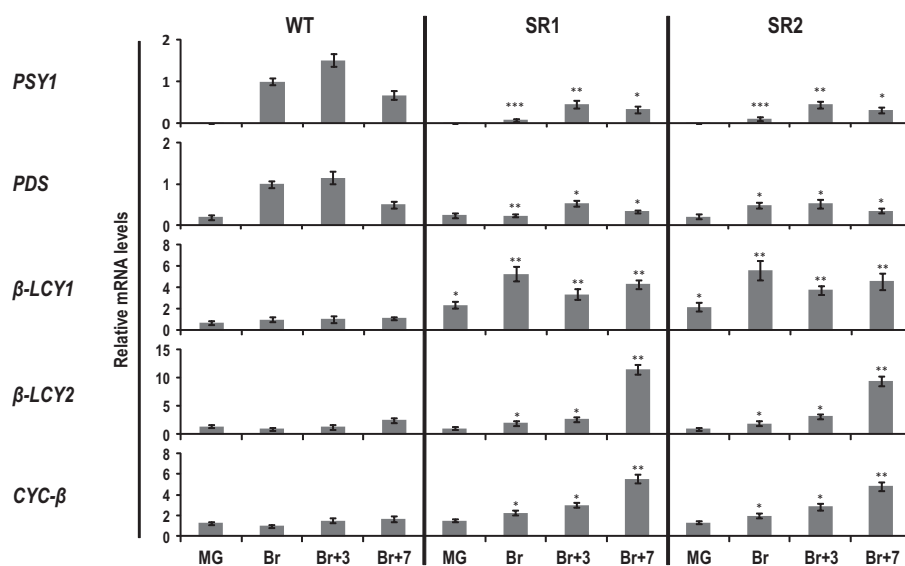 WT SR1 SR2
Relative mRNA levels
PSY1
2
1
0
*** ** *
*** ** *
PDS
2
1
0
** * *
* * *
β-LCY1
8
6
4
2
0
* ** ** **
* ** ** **
β-LCY2
15
10
5
0
* * **
* * **
CYC-β
8
6
4
2
0
* * **
* * **
MG Br Br+3 Br+7 MG Br Br+3 Br+7 MG Br Br+3 Br+7